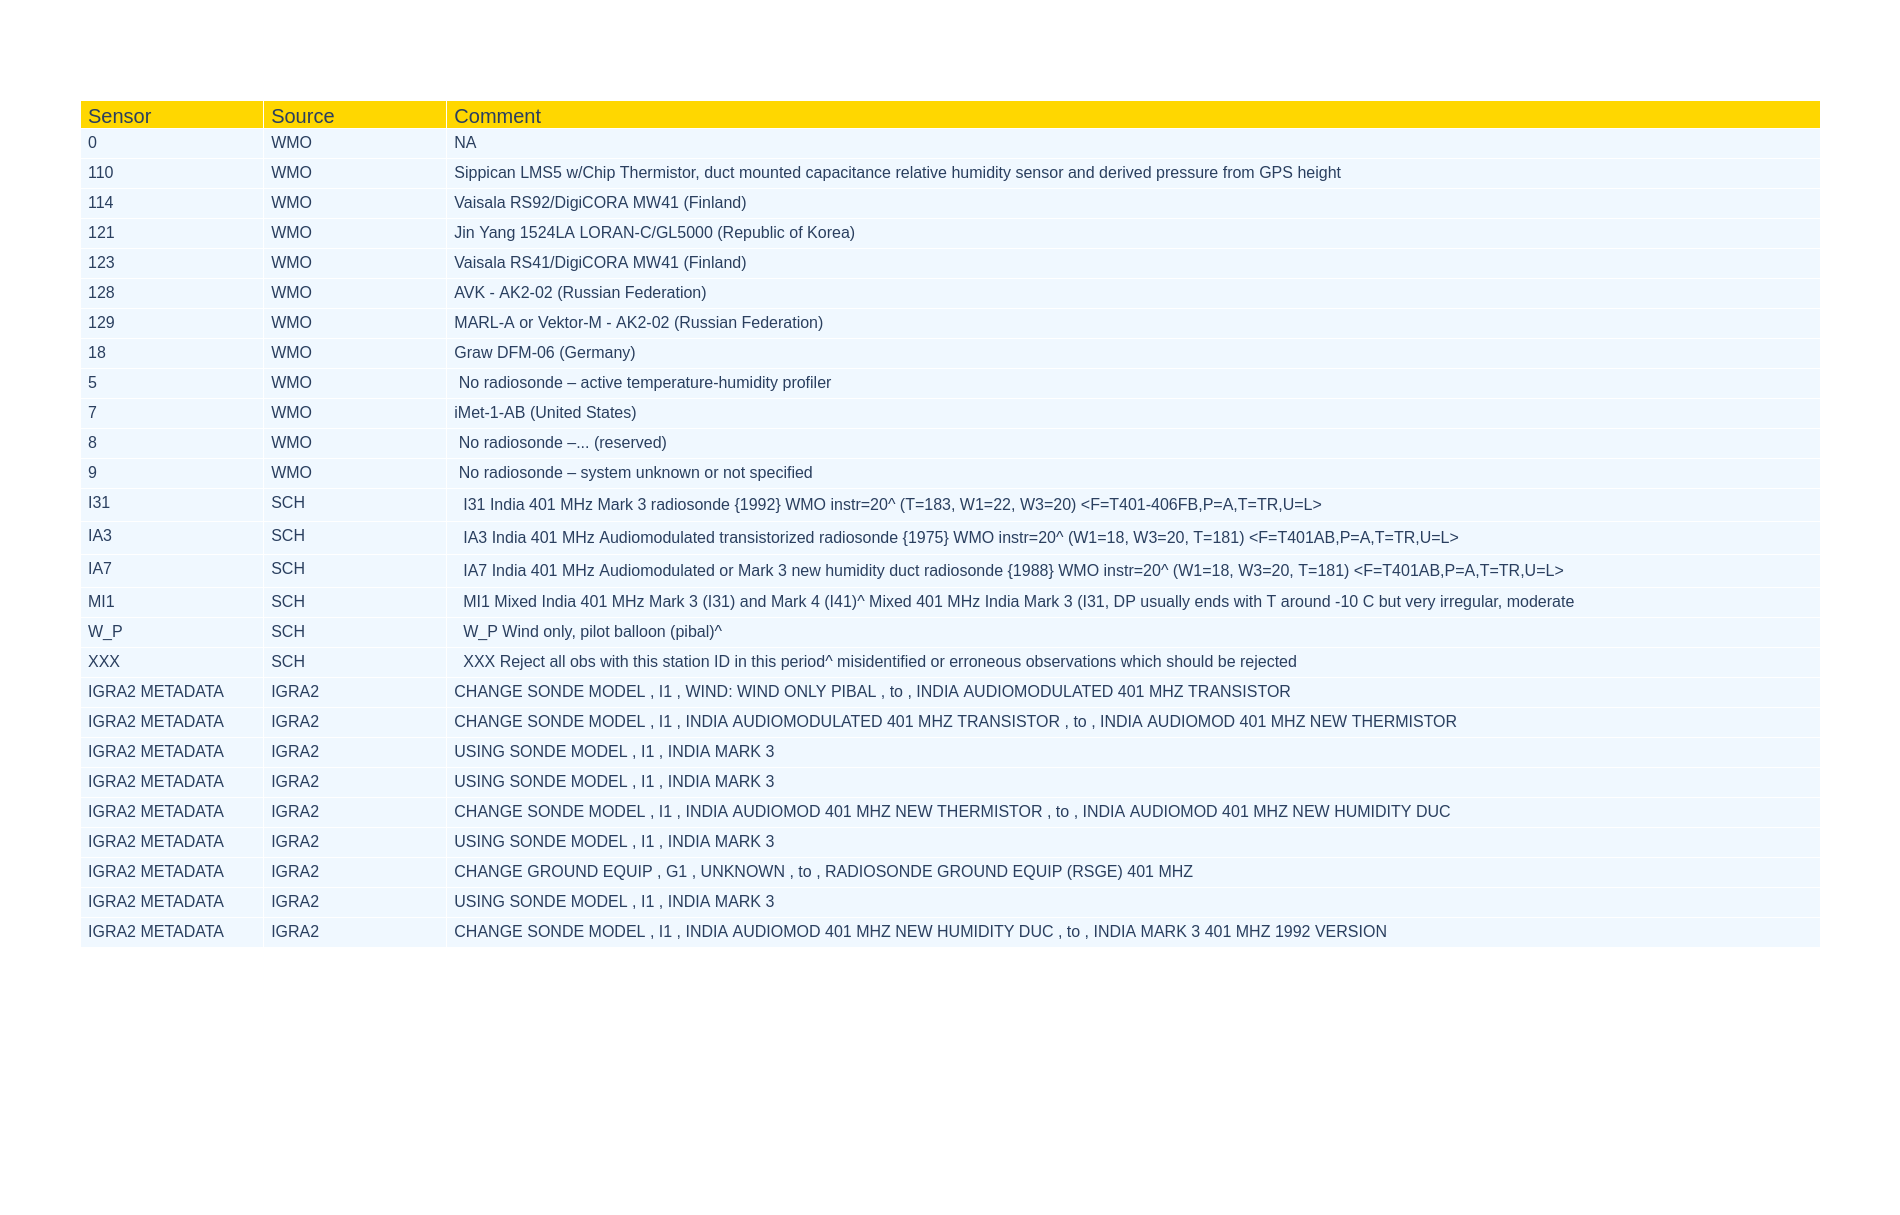 Sensor Source Comment
0 WMO NA
110 WMO Sippican LMS5 w/Chip Thermistor, duct mounted capacitance relative humidity sensor and derived pressure from GPS height
114 WMO Vaisala RS92/DigiCORA MW41 (Finland)
121 WMO Jin Yang 1524LA LORAN-C/GL5000 (Republic of Korea)
123 WMO Vaisala RS41/DigiCORA MW41 (Finland)
128 WMO AVK - AK2-02 (Russian Federation)
129 WMO MARL-A or Vektor-M - AK2-02 (Russian Federation)
18 WMO Graw DFM-06 (Germany)
5 WMO No radiosonde – active temperature-humidity profiler
7 WMO iMet-1-AB (United States)
8 WMO No radiosonde –... (reserved)
9 WMO No radiosonde – system unknown or not specified
I31 SCH I31 India 401 MHz Mark 3 radiosonde {1992} WMO instr=20^ (T=183, W1=22, W3=20) <F=T401-406FB,P=A,T=TR,U=L>
IA3 SCH IA3 India 401 MHz Audiomodulated transistorized radiosonde {1975} WMO instr=20^ (W1=18, W3=20, T=181) <F=T401AB,P=A,T=TR,U=L>
IA7 SCH IA7 India 401 MHz Audiomodulated or Mark 3 new humidity duct radiosonde {1988} WMO instr=20^ (W1=18, W3=20, T=181) <F=T401AB,P=A,T=TR,U=L>
MI1 SCH MI1 Mixed India 401 MHz Mark 3 (I31) and Mark 4 (I41)^ Mixed 401 MHz India Mark 3 (I31, DP usually ends with T around -10 C but very irregular, moderate
W_P SCH W_P Wind only, pilot balloon (pibal)^
XXX SCH XXX Reject all obs with this station ID in this period^ misidentified or erroneous observations which should be rejected
IGRA2 METADATA IGRA2 CHANGE SONDE MODEL , I1 , WIND: WIND ONLY PIBAL , to , INDIA AUDIOMODULATED 401 MHZ TRANSISTOR
IGRA2 METADATA IGRA2 CHANGE SONDE MODEL , I1 , INDIA AUDIOMODULATED 401 MHZ TRANSISTOR , to , INDIA AUDIOMOD 401 MHZ NEW THERMISTOR
IGRA2 METADATA IGRA2 USING SONDE MODEL , I1 , INDIA MARK 3
IGRA2 METADATA IGRA2 USING SONDE MODEL , I1 , INDIA MARK 3
IGRA2 METADATA IGRA2 CHANGE SONDE MODEL , I1 , INDIA AUDIOMOD 401 MHZ NEW THERMISTOR , to , INDIA AUDIOMOD 401 MHZ NEW HUMIDITY DUC
IGRA2 METADATA IGRA2 USING SONDE MODEL , I1 , INDIA MARK 3
IGRA2 METADATA IGRA2 CHANGE GROUND EQUIP , G1 , UNKNOWN , to , RADIOSONDE GROUND EQUIP (RSGE) 401 MHZ
IGRA2 METADATA IGRA2 USING SONDE MODEL , I1 , INDIA MARK 3
IGRA2 METADATA IGRA2 CHANGE SONDE MODEL , I1 , INDIA AUDIOMOD 401 MHZ NEW HUMIDITY DUC , to , INDIA MARK 3 401 MHZ 1992 VERSION